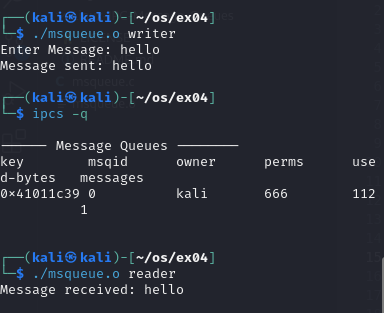 ┌──(kali㉿kali)-[~/os/ex04]
└─$ ./msqueue.o writer
Enter Message: hello
Message sent: hello
┌──(kali㉿kali)-[~/os/ex04]
└─$ ipcs -q
------ Message Queues --------
key        msqid      owner      perms      use
d-bytes   messages
0×41011c39 0          kali       666        112
          1
┌──(kali㉿kali)-[~/os/ex04]
└─$ ./msqueue.o reader
Message received: hello